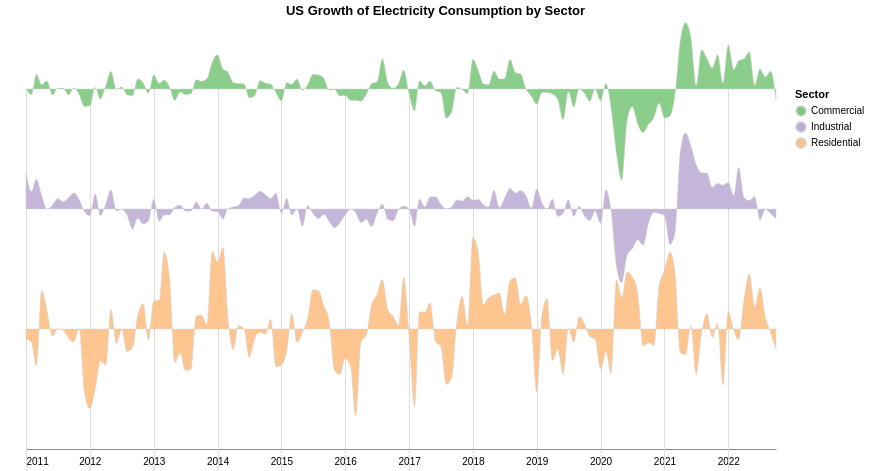 US Growth of Electricity Consumption by Sector
Sector
Commercial
Industrial
Residential
2011 2012 2013 2014 2015 2016 2017 2018 2019 2020 2021 2022